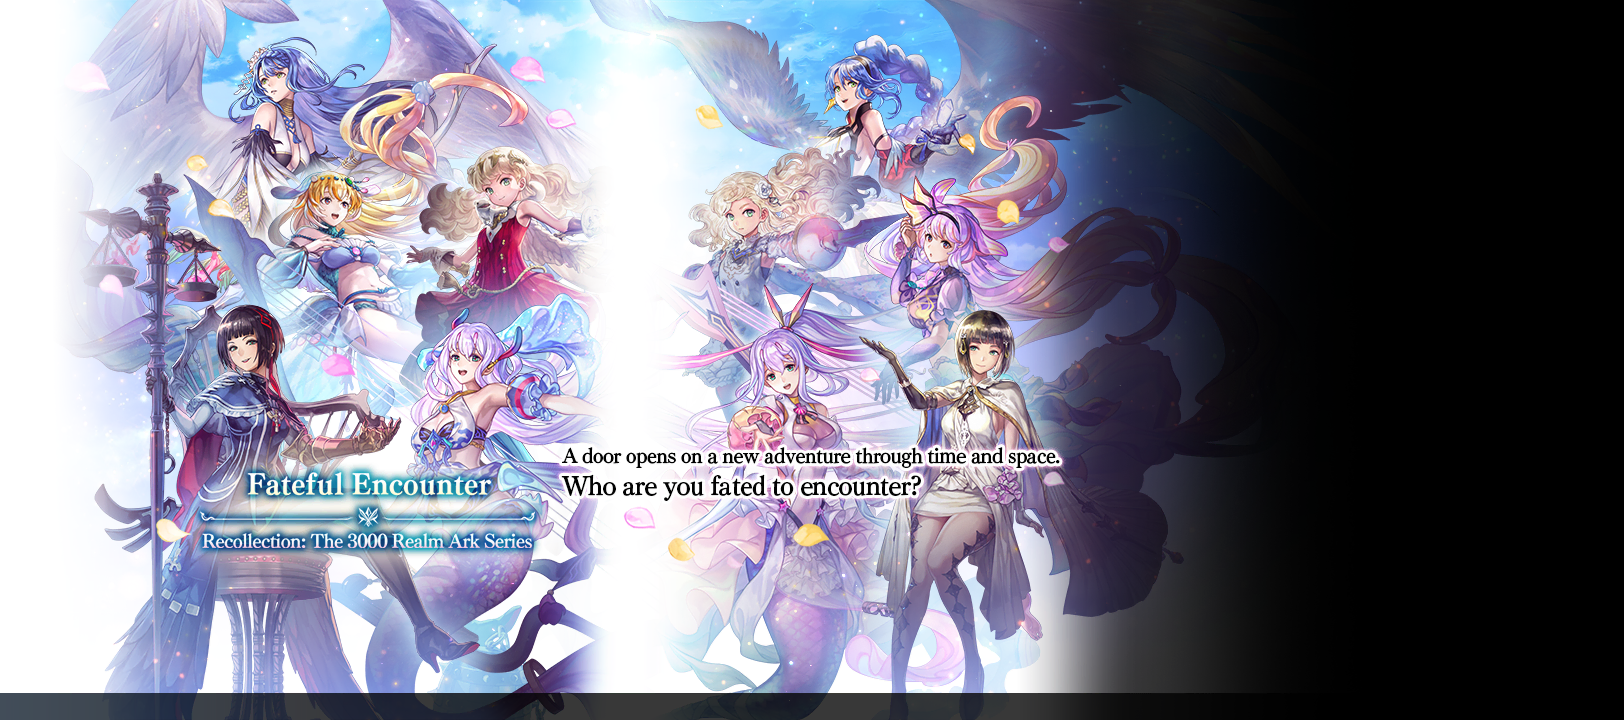 Fateful Encounter
Recollection: The 3000 Realm Ark Series
A door opens on a new adventure through time and space.
Who are you fated to encounter?